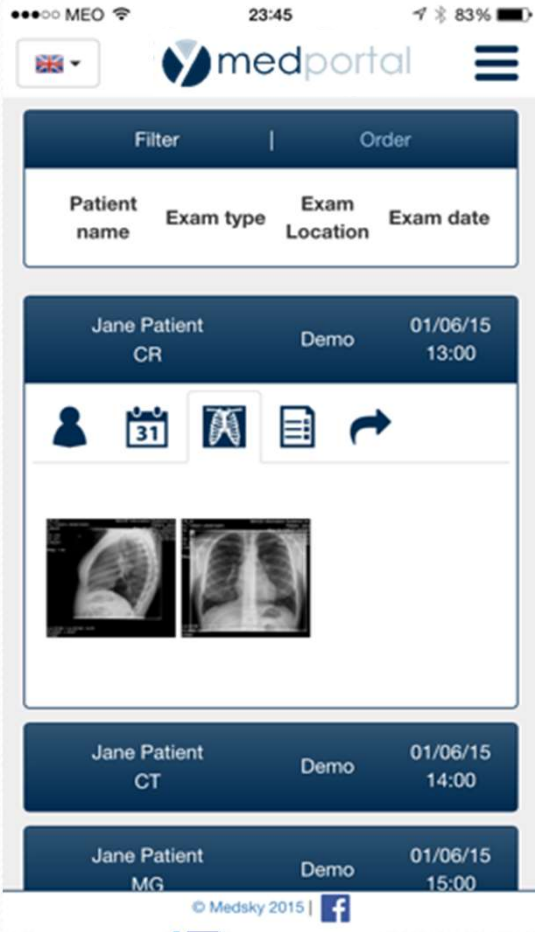 MEO 23:45 83%
medportal
Filter | Order
Patient name Exam type Exam Location Exam date
Jane Patient Demo 01/06/15
CR 13:00
31
Jane Patient Demo 01/06/15
CT 14:00
Jane Patient Demo 01/06/15
MG 15:00
© Medsky 2015 | f